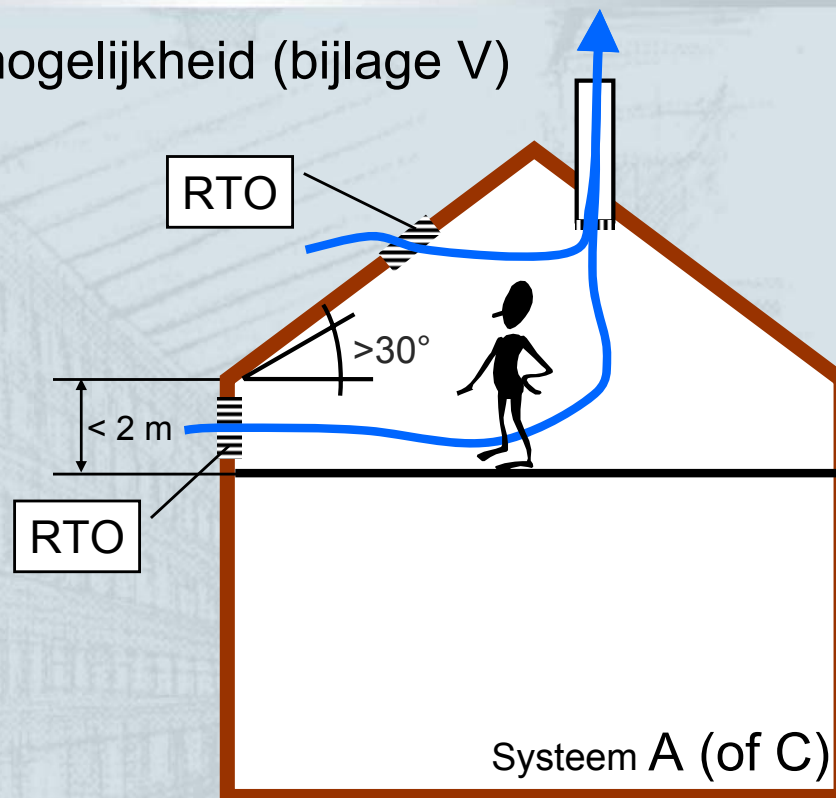 mogelijkheid (bijlage V)
RTO
>30°
< 2 m
RTO
Systeem A (of C)